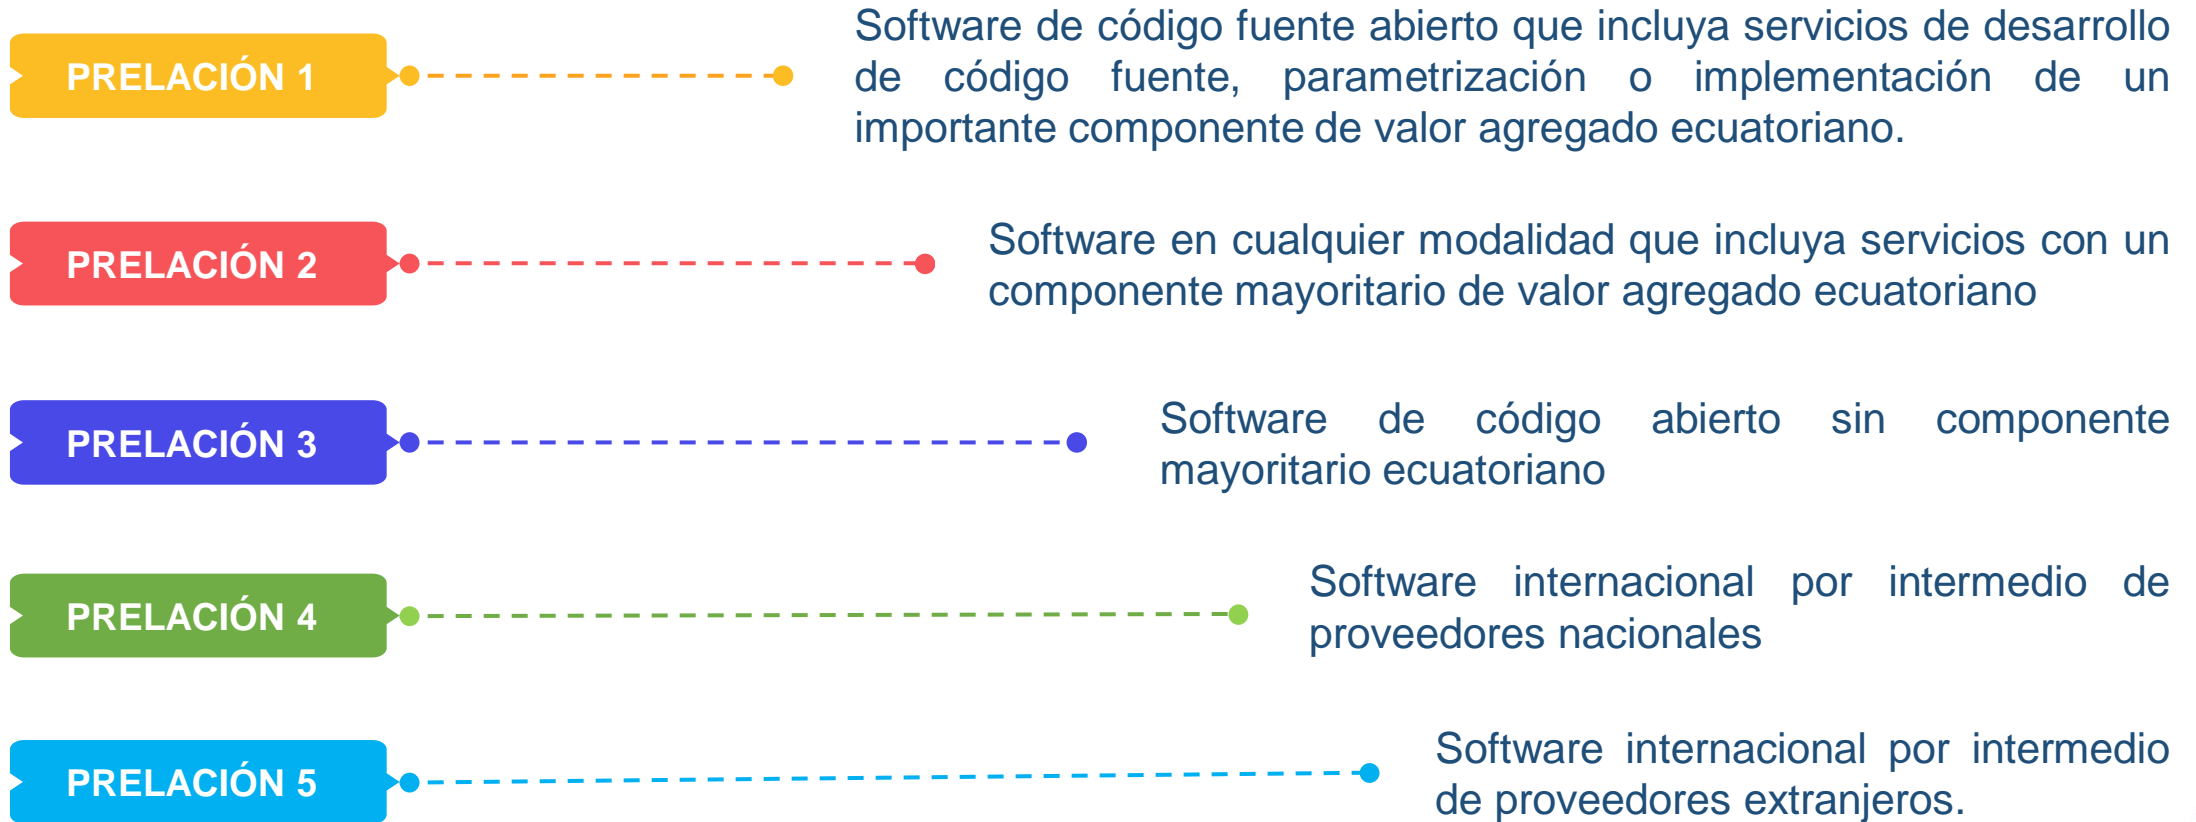 PRELACIÓN 1
Software de código fuente abierto que incluya servicios de desarrollo
de código fuente, parametrización o implementación de un
importante componente de valor agregado ecuatoriano.
PRELACIÓN 2
Software en cualquier modalidad que incluya servicios con un
componente mayoritario de valor agregado ecuatoriano
PRELACIÓN 3
Software de código abierto sin componente
mayoritario ecuatoriano
PRELACIÓN 4
Software internacional por intermedio de
proveedores nacionales
PRELACIÓN 5
Software internacional por intermedio
de proveedores extranjeros.